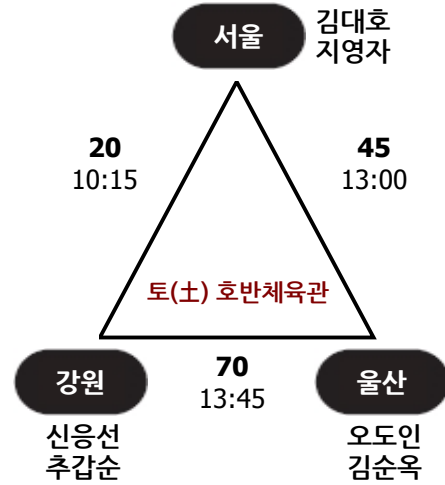 서울
김대호
지영자
20
10:15
45
13:00
토(土) 호반체육관
강원
70
13:45
울산
신응선
추갑순
오도인
김순옥